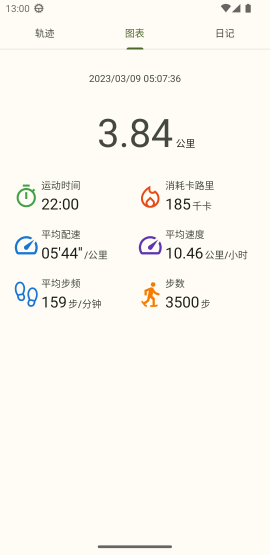 13:00
轨迹 图表 日记
2023/03/09 05:07:36
3.84 公里
运动时间 消耗卡路里
22:00 185 千卡
平均配速 平均速度
05'44" /公里 10.46 公里/小时
平均步频 步数
159 步/分钟 3500 步